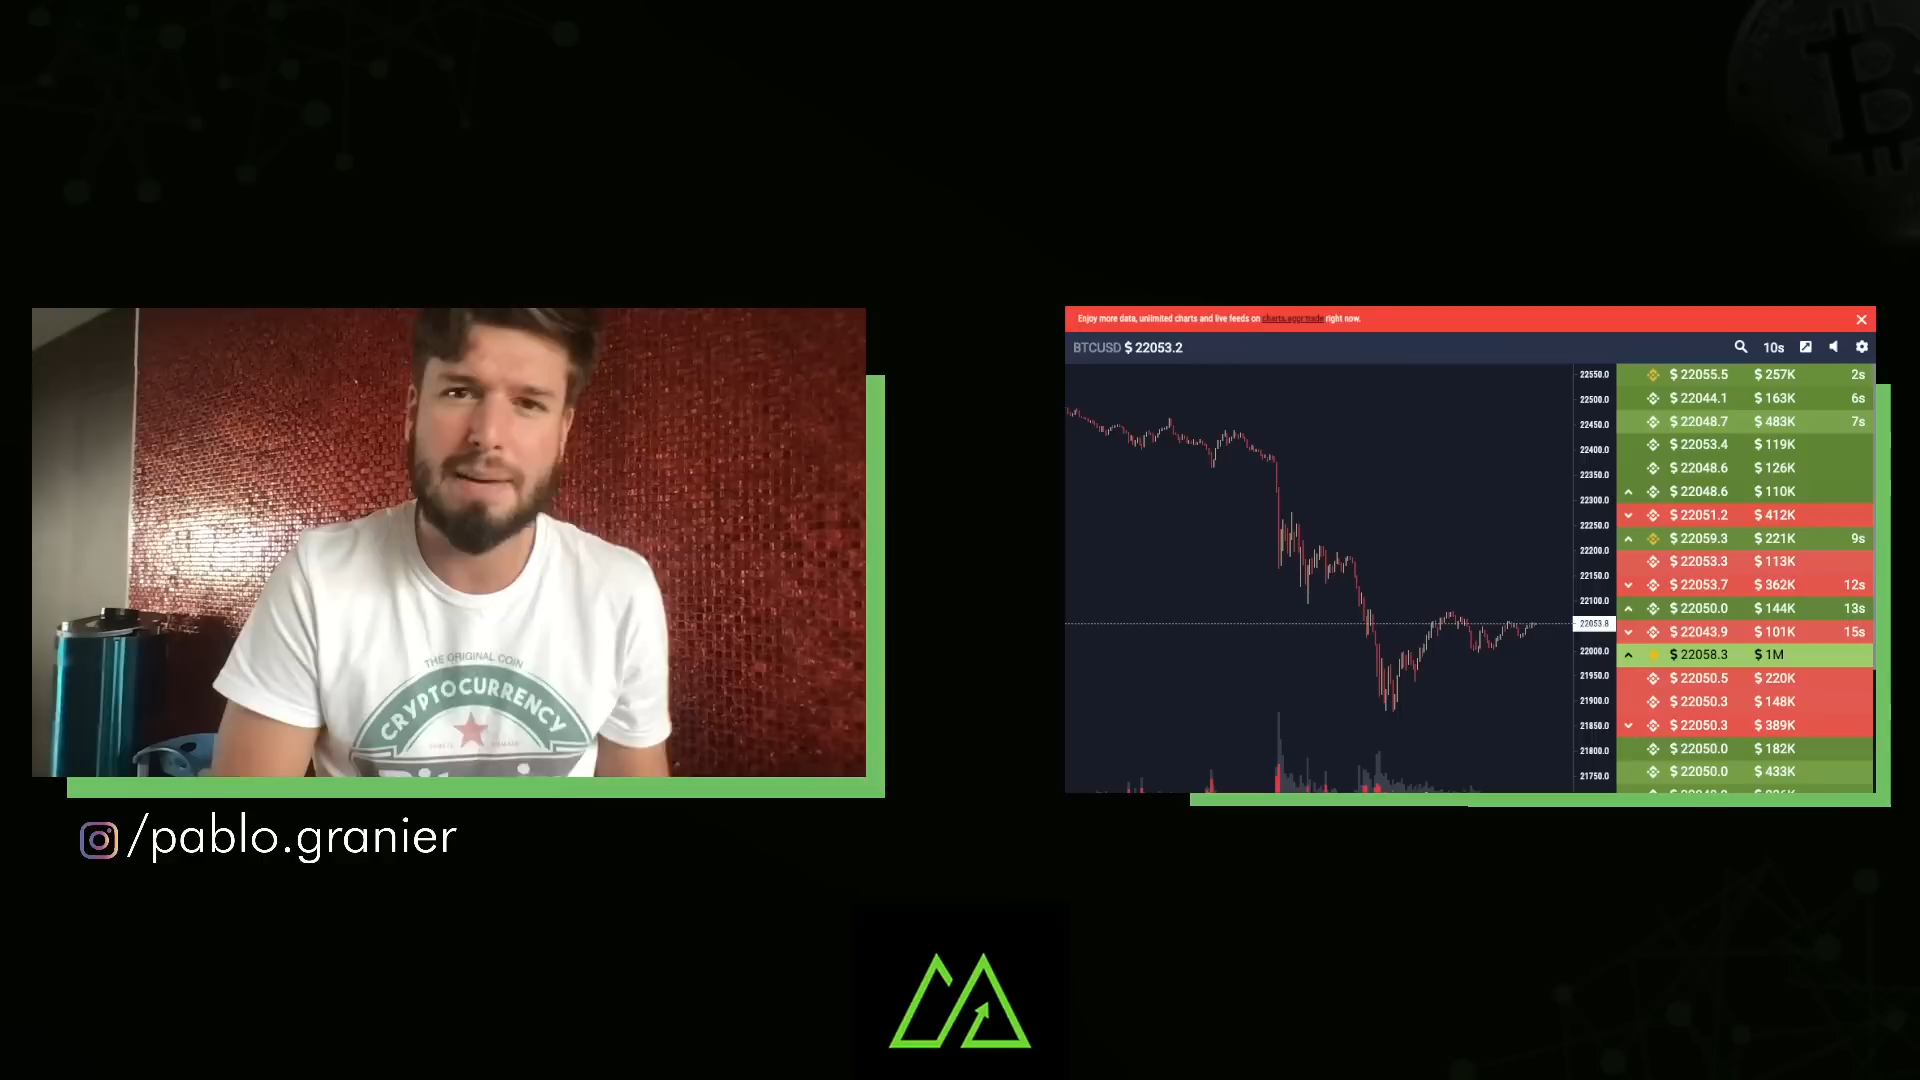 THE ORIGINAL COIN
CRYPTOCURRENCY
/pablo.granier
Enjoy more data, unlimited charts and live feeds on charts.aggr.trade right now.
BTCUSD $ 22053.2
10s
22550.0
22500.0
22450.0
22400.0
22350.0
22300.0
22250.0
22200.0
22150.0
22100.0
22053.8
22000.0
21950.0
21900.0
21850.0
21800.0
21750.0
$ 22055.5 $ 257K 2s
$ 22044.1 $ 163K 6s
$ 22048.7 $ 483K 7s
$ 22053.4 $ 119K
$ 22048.6 $ 126K
$ 22048.6 $ 110K
$ 22051.2 $ 412K
$ 22059.3 $ 221K 9s
$ 22053.3 $ 113K
$ 22053.7 $ 362K 12s
$ 22050.0 $ 144K 13s
$ 22043.9 $ 101K 15s
$ 22058.3 $ 1M
$ 22050.5 $ 220K
$ 22050.3 $ 148K
$ 22050.3 $ 389K
$ 22050.0 $ 182K
$ 22050.0 $ 433K